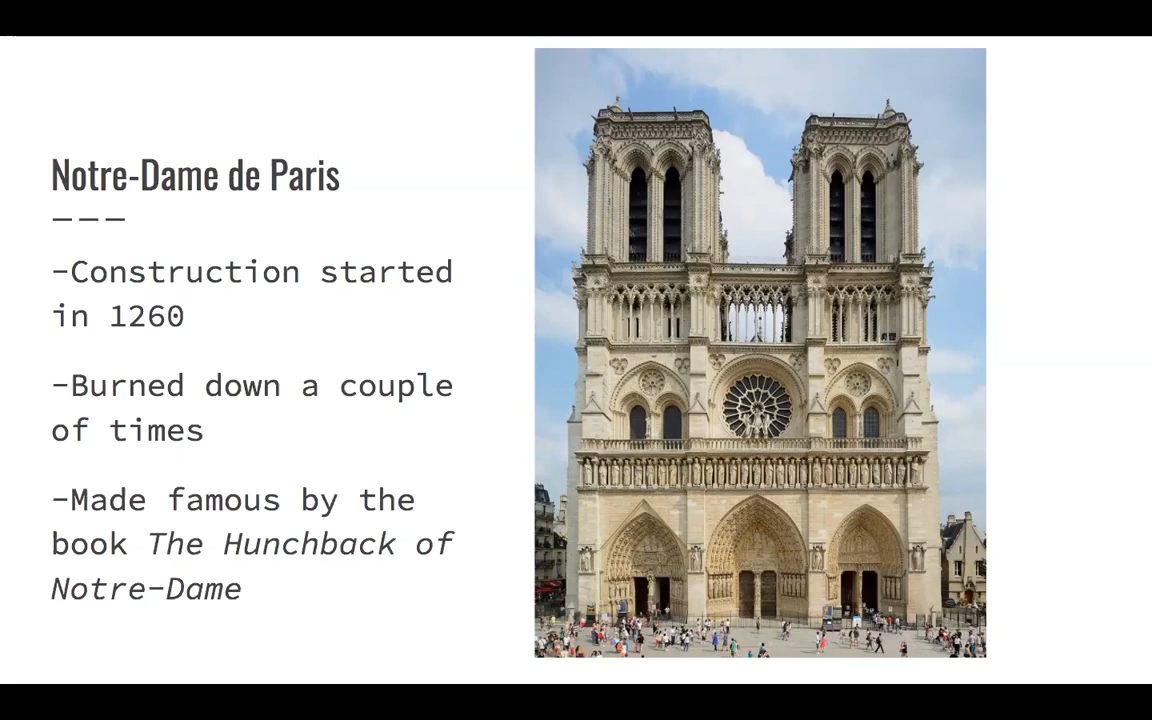 Notre-Dame de Paris
-Construction started
in 1260
-Burned down a couple
of times
-Made famous by the
book The Hunchback of
Notre-Dame